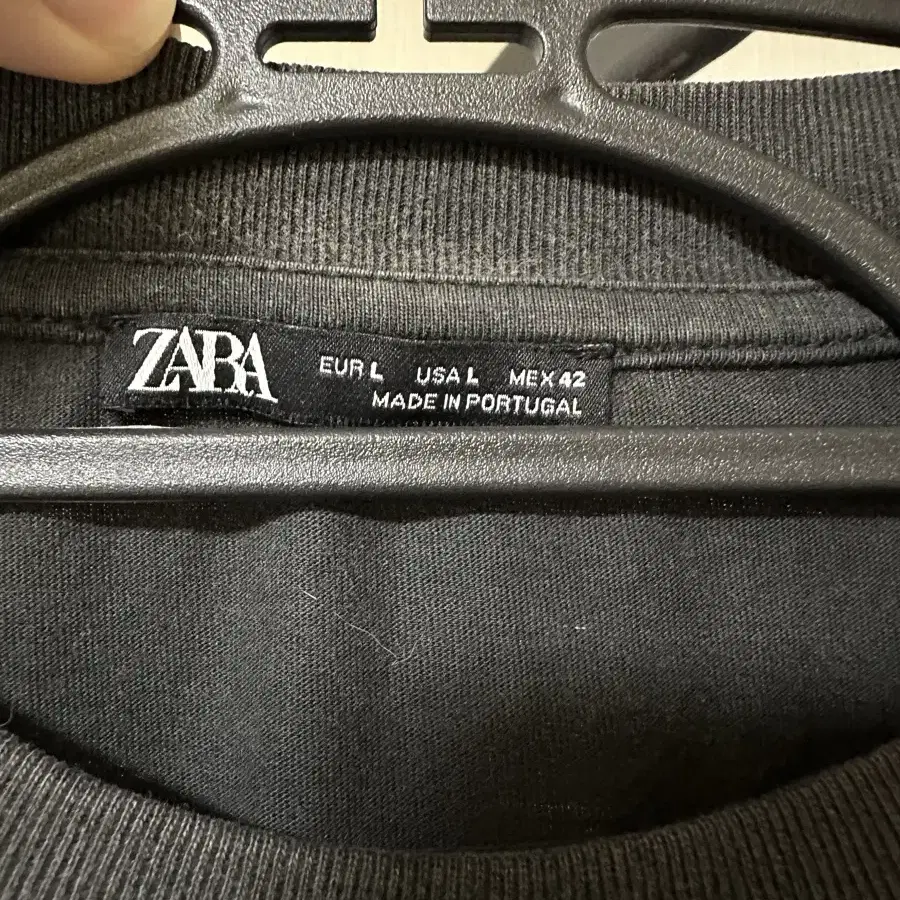 ZARA
EUR L USA L MEX 42
MADE IN PORTUGAL